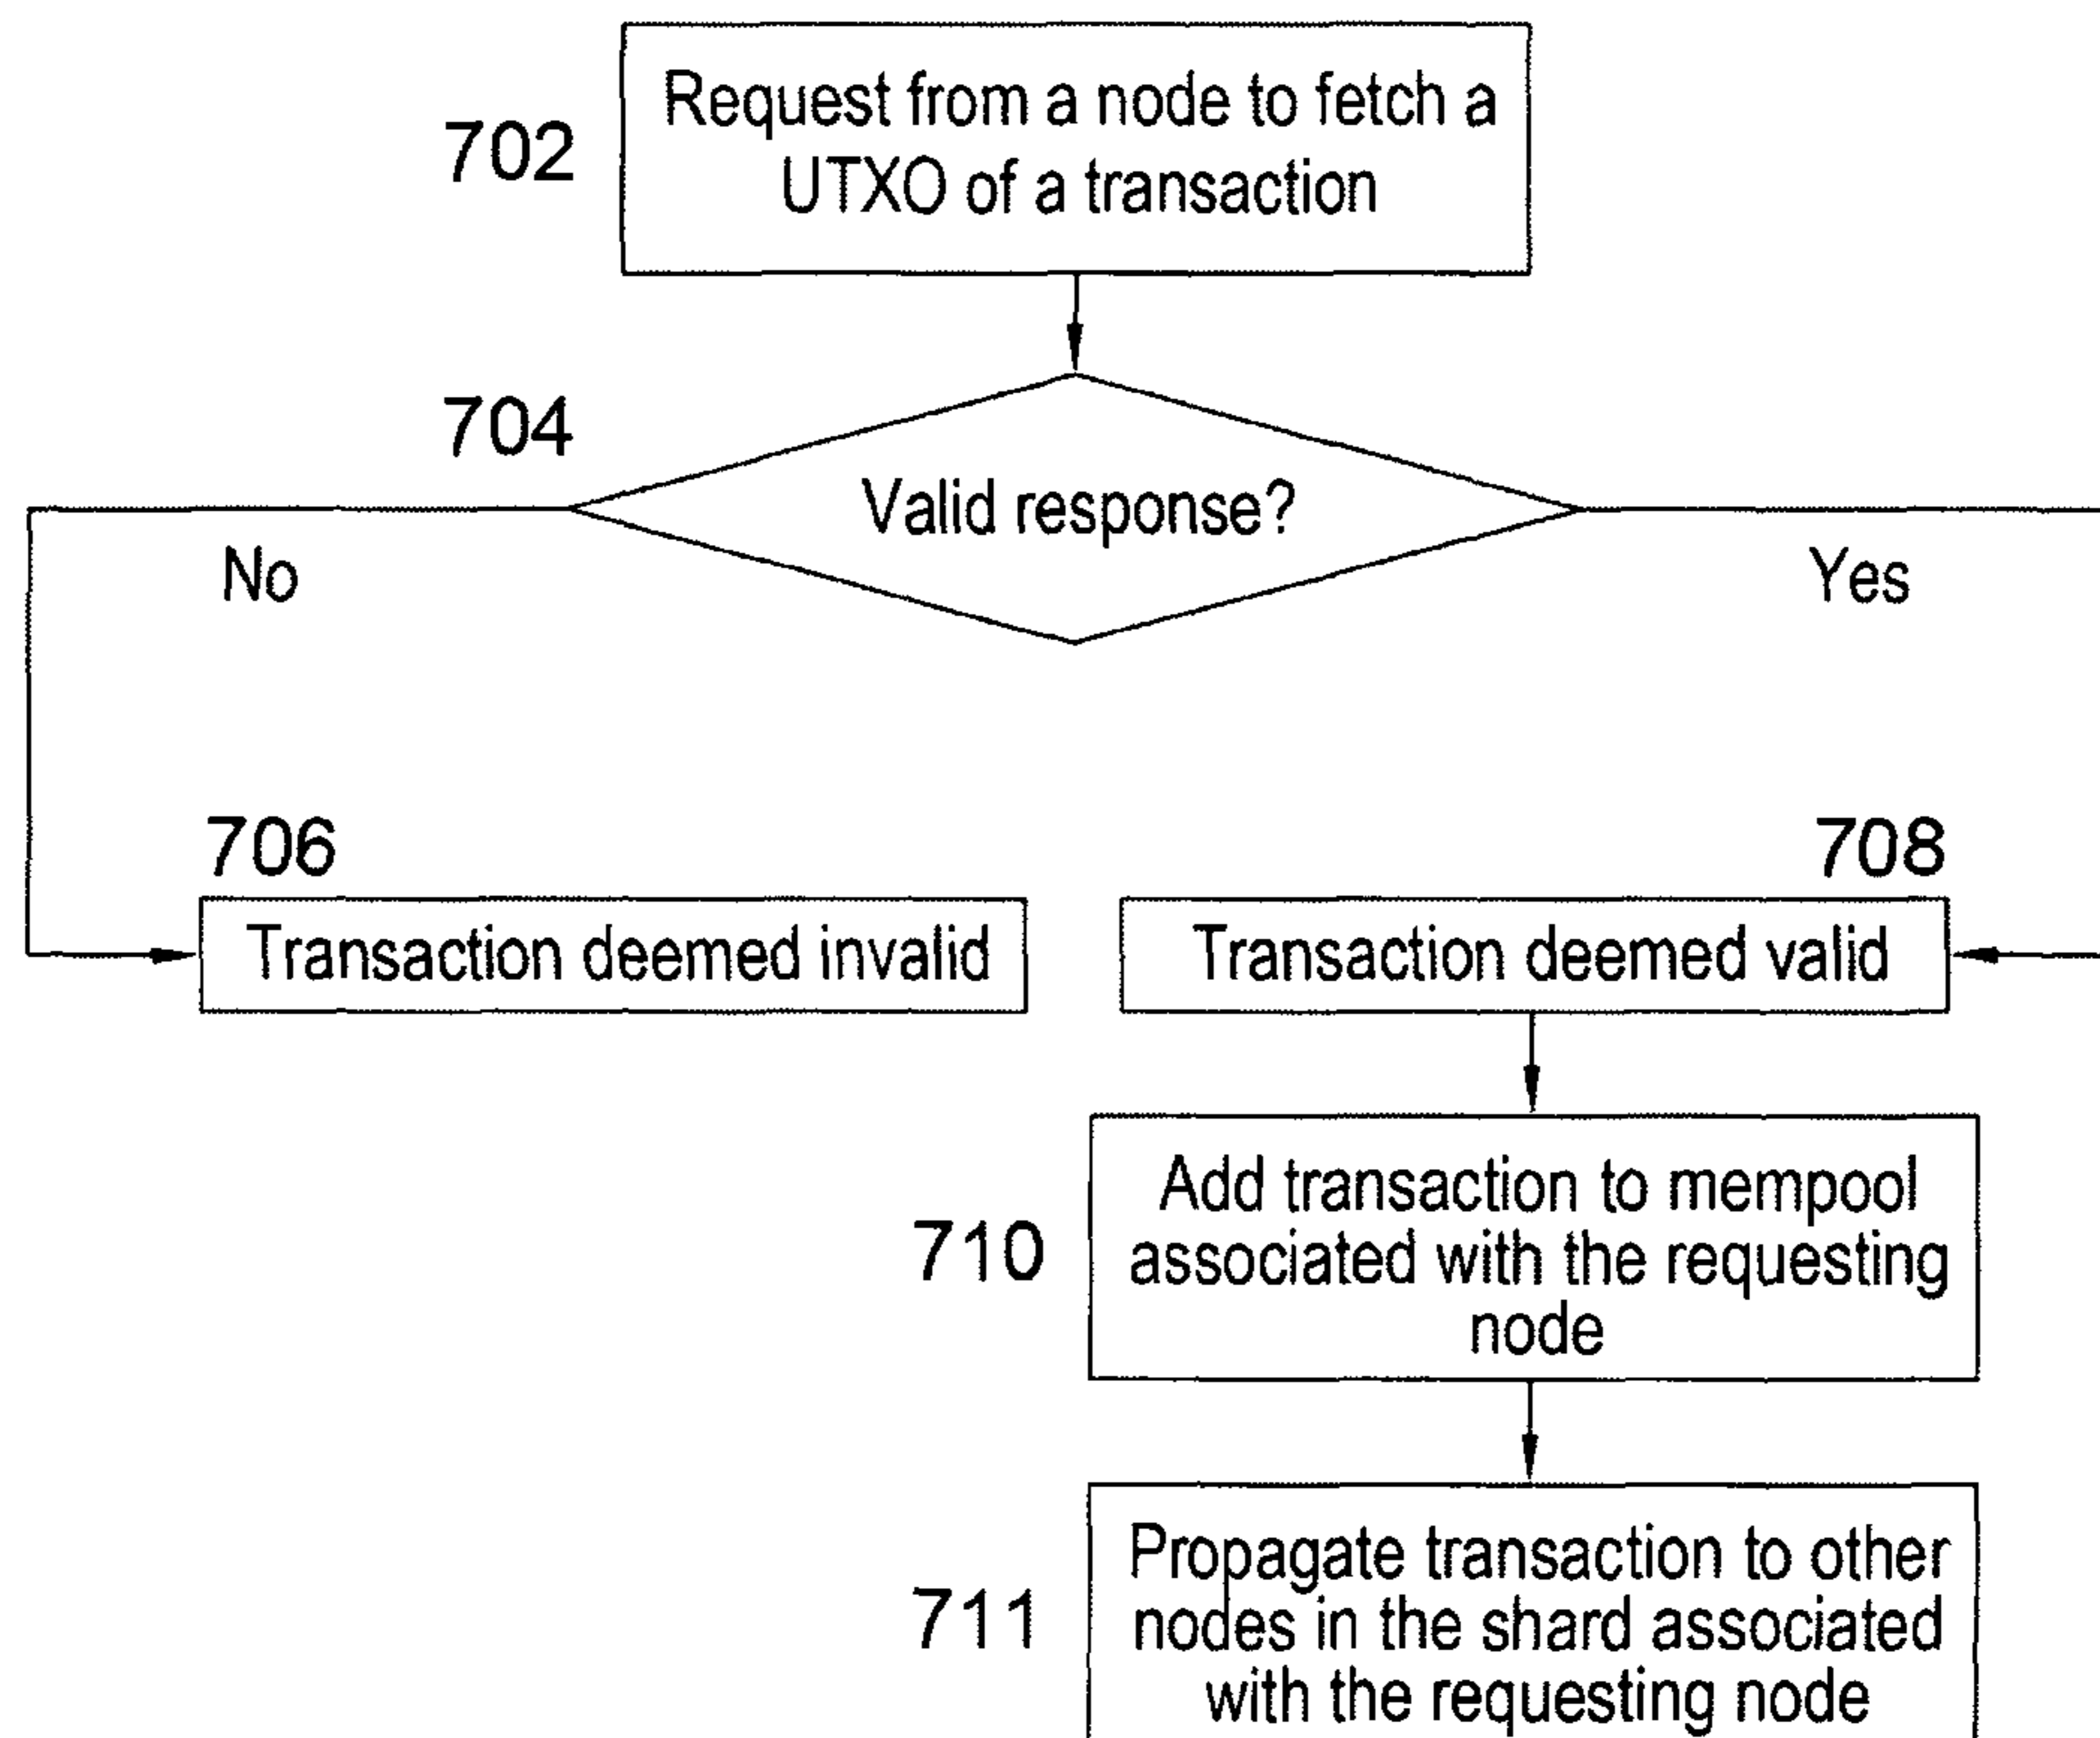 702
Request from a node to fetch a
UTXO of a transaction
704
Valid response?
No
Yes
706
708
Transaction deemed invalid
Transaction deemed valid
710
Add transaction to mempool
associated with the requesting
node
711
Propagate transaction to other
nodes in the shard associated
with the requesting node